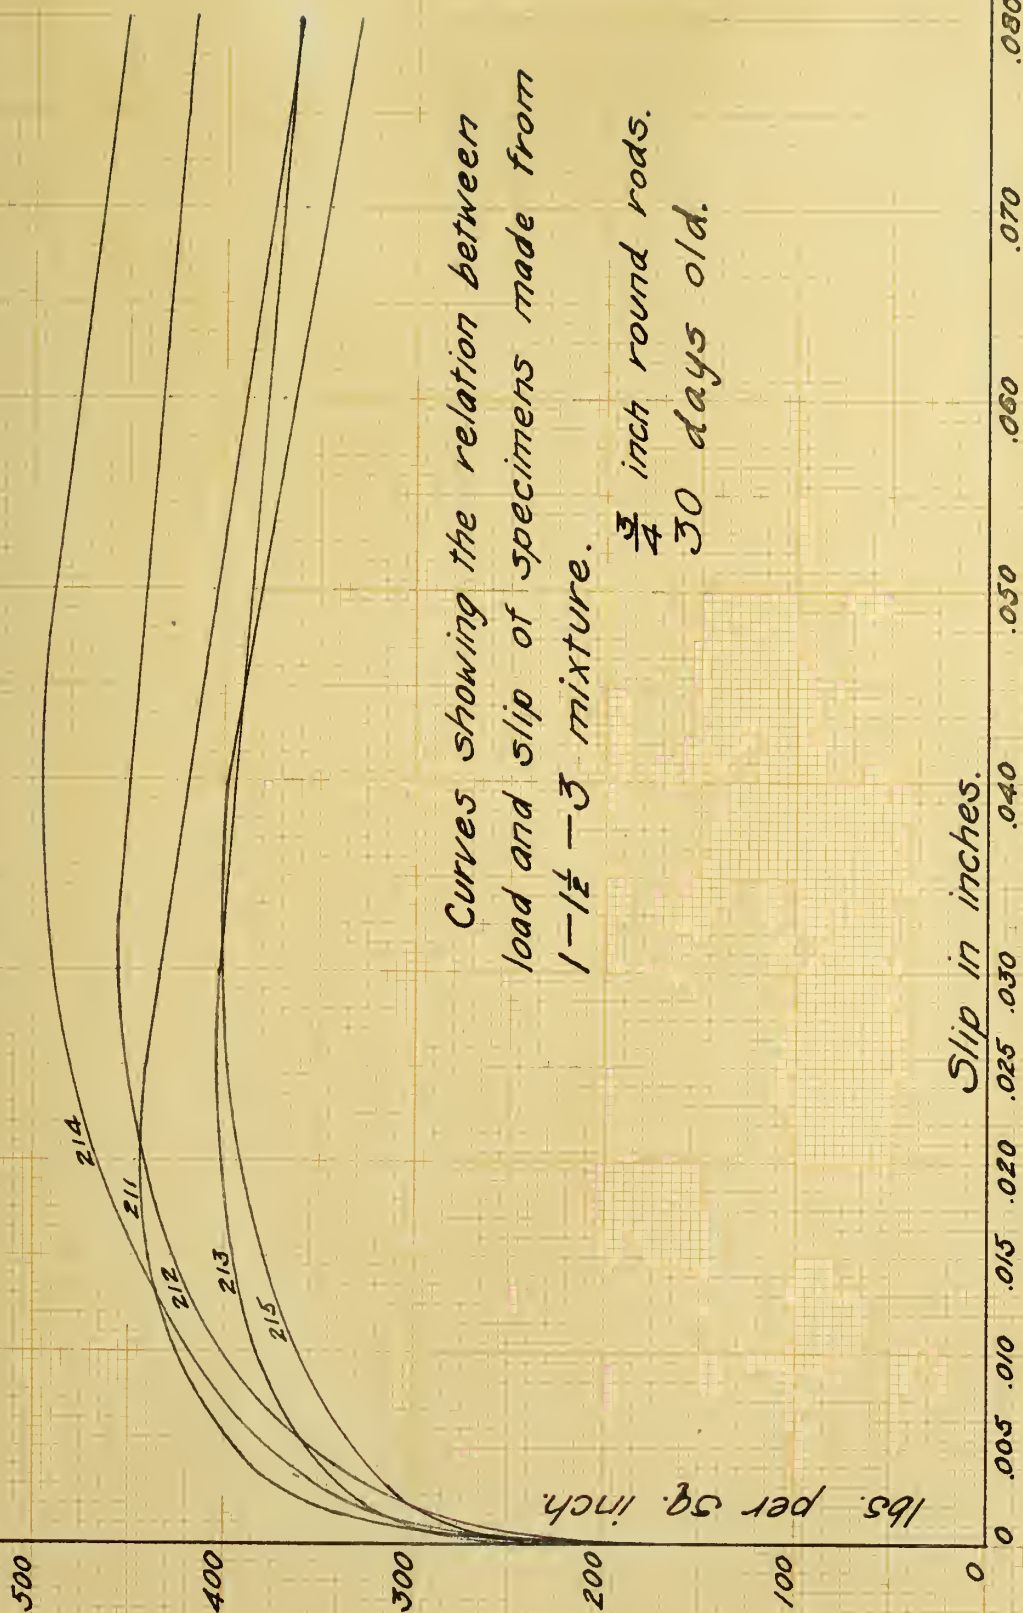 500
400
300
200
100
0
lbs. per sq. inch.
214
211
212
213
215
Curves showing the relation between
load and slip of specimens made from
1—1½—3 mixture.
¾ inch round rods.
30 days old.
Slip in inches.
0 .005 .010 .015 .020 .025 .030 .040 .050 .060 .070 .080